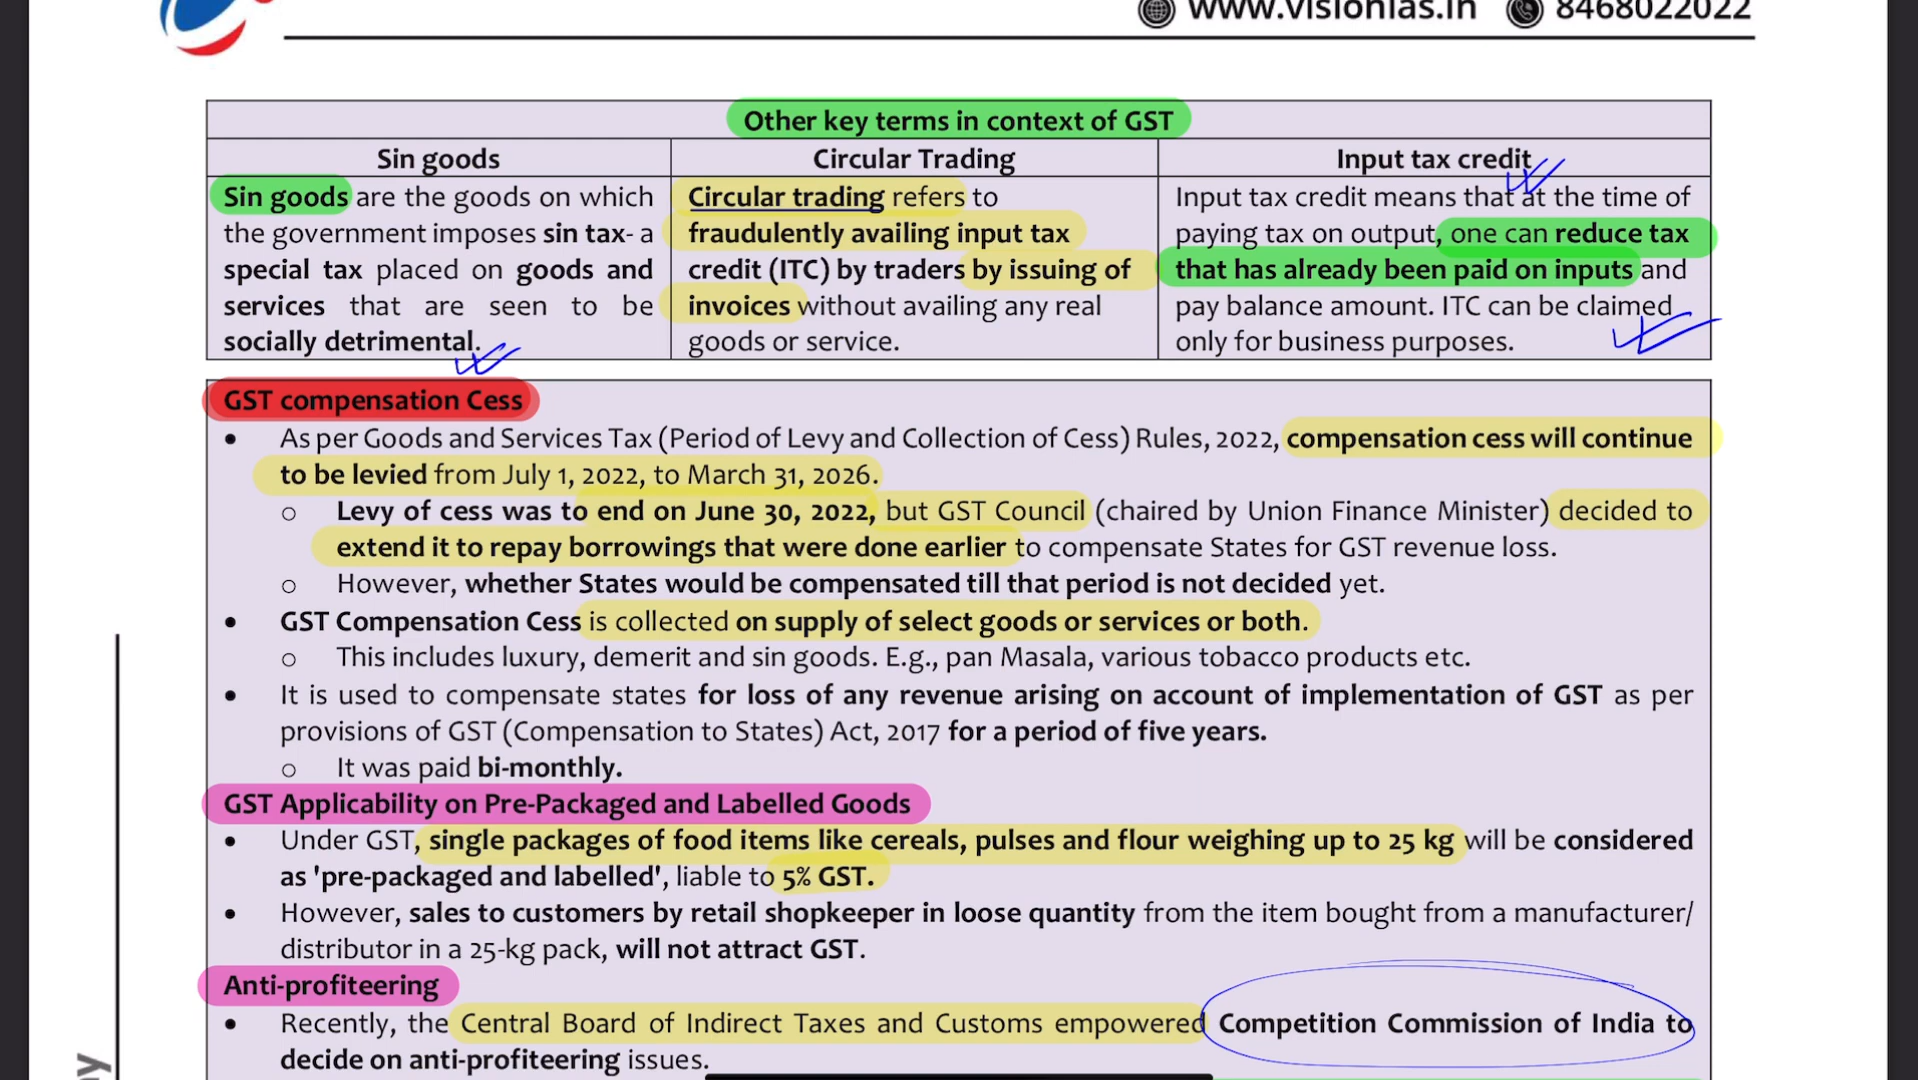 www.visionias.in 8468022022
Other key terms in context of GST
Sin goods
Circular Trading
Input tax credit
Sin goods are the goods on which
the government imposes sin tax- a
special tax placed on goods and
services that are seen to be
socially detrimental.
Circular trading refers to
fraudulently availing input tax
credit (ITC) by traders by issuing of
invoices without availing any real
goods or service.
Input tax credit means that at the time of
paying tax on output, one can reduce tax
that has already been paid on inputs and
pay balance amount. ITC can be claimed
only for business purposes.
GST compensation Cess
• As per Goods and Services Tax (Period of Levy and Collection of Cess) Rules, 2022, compensation cess will continue
to be levied from July 1, 2022, to March 31, 2026.
o Levy of cess was to end on June 30, 2022, but GST Council (chaired by Union Finance Minister) decided to
extend it to repay borrowings that were done earlier to compensate States for GST revenue loss.
o However, whether States would be compensated till that period is not decided yet.
• GST Compensation Cess is collected on supply of select goods or services or both.
o This includes luxury, demerit and sin goods. E.g., pan Masala, various tobacco products etc.
• It is used to compensate states for loss of any revenue arising on account of implementation of GST as per
provisions of GST (Compensation to States) Act, 2017 for a period of five years.
o It was paid bi-monthly.
GST Applicability on Pre-Packaged and Labelled Goods
• Under GST, single packages of food items like cereals, pulses and flour weighing up to 25 kg will be considered
as 'pre-packaged and labelled', liable to 5% GST.
• However, sales to customers by retail shopkeeper in loose quantity from the item bought from a manufacturer/
distributor in a 25-kg pack, will not attract GST.
Anti-profiteering
• Recently, the Central Board of Indirect Taxes and Customs empowered Competition Commission of India to
decide on anti-profiteering issues.